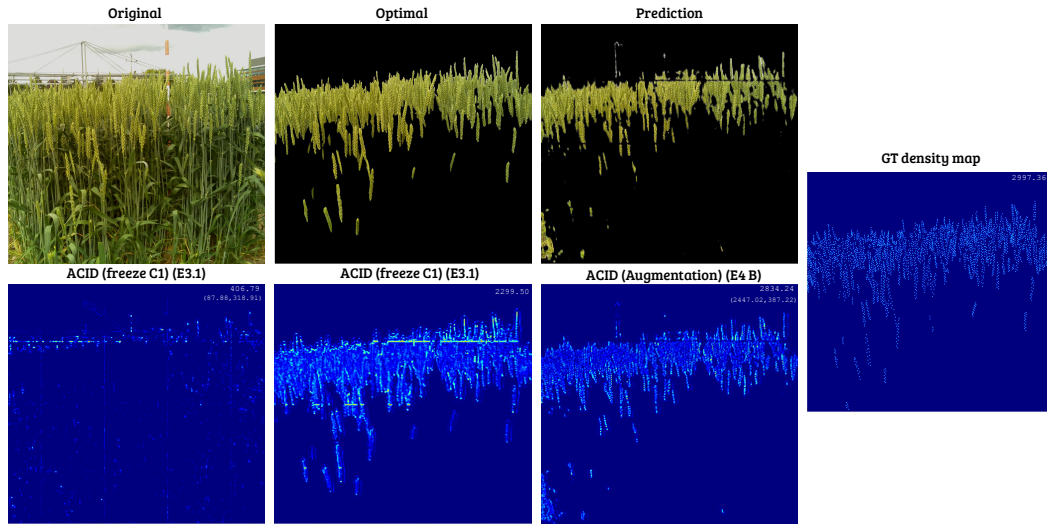 Original
Optimal
Prediction
GT density map
2997.36
ACID (freeze C1) (E3.1)
ACID (freeze C1) (E3.1)
ACID (Augmentation) (E4 B)
406.79
(87.88,318.91)
2299.50
2834.24
(2447.02,387.22)